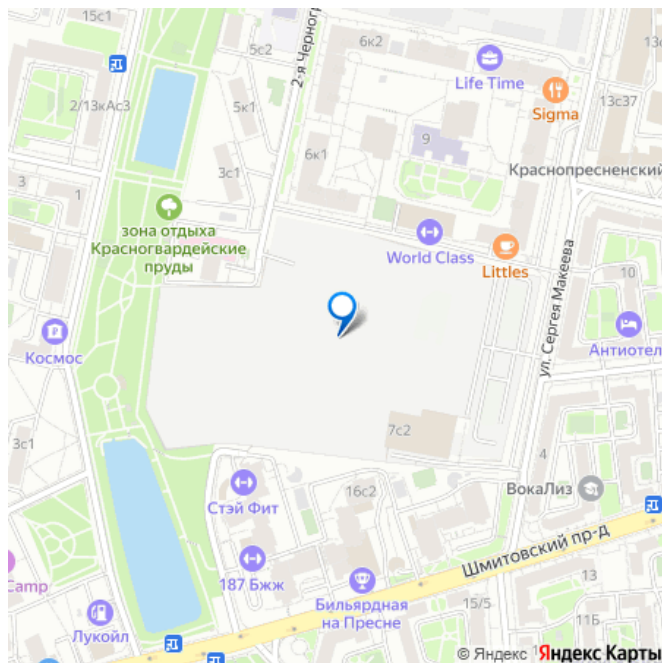 15с1
5с2
2-я Черногр
6к2
Life Time
13с37
Sigma
2/13кАс3
5к1
9
6к1
Краснопресненский
3с1
3
1
зона отдыха
Красногвардейские
пруды
World Class
Littles
ул. Сергея Макеева
10
Антиотел
Космос
7с2
3с1
4
16с2
ВокаЛиз
Стэй Фит
Шмитовский пр-д
Camp
187 Бжж
13
Бильярдная
на Пресне
15/5
11Б
Лукойл
© Яндекс Яндекс Карты